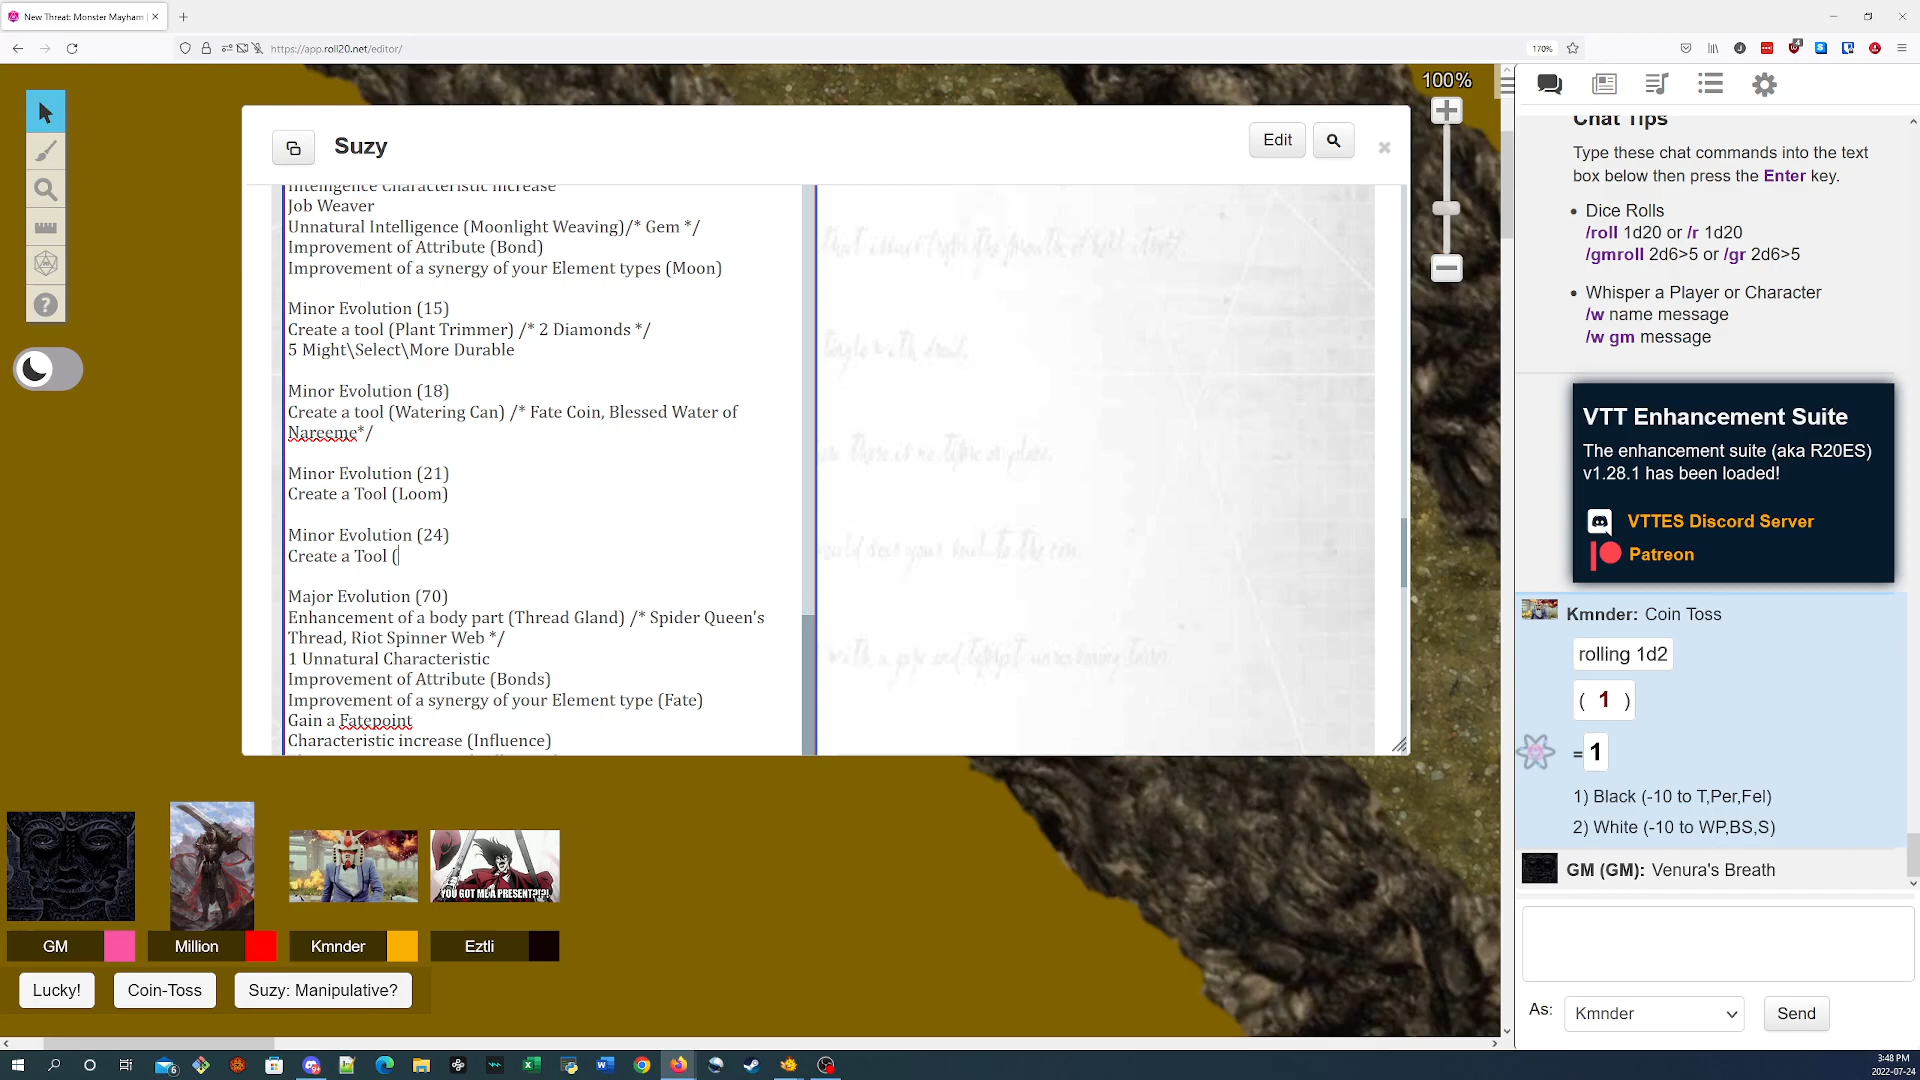 New Threat: Monster Mayham
https://app.roll20.net/editor/
170%
100%
Suzy
Edit
Intelligence Characteristic increase
Job Weaver
Unnatural Intelligence (Moonlight Weaving)/* Gem */
Improvement of Attribute (Bond)
Improvement of a synergy of your Element types (Moon)
Minor Evolution (15)
Create a tool (Plant Trimmer) /* 2 Diamonds */
5 Might\Select\More Durable
Minor Evolution (18)
Create a tool (Watering Can) /* Fate Coin, Blessed Water of
Nareeme*/
Minor Evolution (21)
Create a Tool (Loom)
Minor Evolution (24)
Create a Tool (
Major Evolution (70)
Enhancement of a body part (Thread Gland) /* Spider Queen's
Thread, Riot Spinner Web */
1 Unnatural Characteristic
Improvement of Attribute (Bonds)
Improvement of a synergy of your Element type (Fate)
Gain a Fatepoint
Characteristic increase (Influence)
YOU GOT ME A PRESENT?!?!
GM
Million
Kmnder
Eztli
Lucky!
Coin-Toss
Suzy: Manipulative?
Chat Tips
Type these chat commands into the text
box below then press the Enter key.
• Dice Rolls
/roll 1d20 or /r 1d20
/gmroll 2d6>5 or /gr 2d6>5
• Whisper a Player or Character
/w name message
/w gm message
VTT Enhancement Suite
The enhancement suite (aka R20ES)
v1.28.1 has been loaded!
VTTES Discord Server
Patreon
Kmnder: Coin Toss
rolling 1d2
( 1 )
=1
1) Black (-10 to T,Per,Fel)
2) White (-10 to WP,BS,S)
GM (GM): Venura's Breath
As:
Kmnder
Send
3:48 PM
2022-07-24